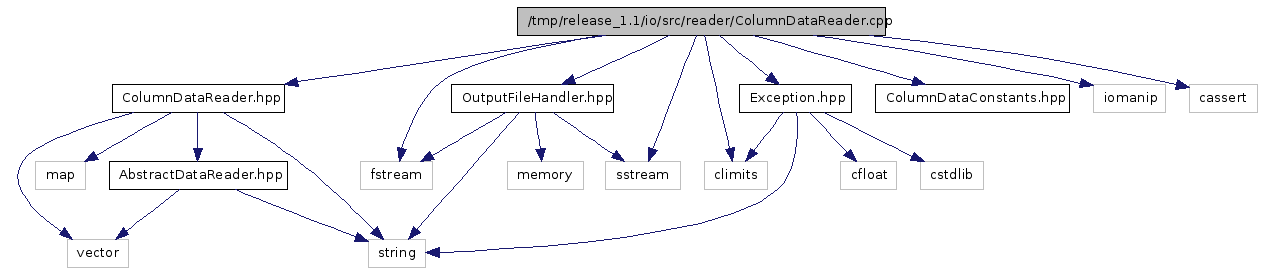 /tmp/release_1.1/io/src/reader/ColumnDataReader.cpp
ColumnDataReader.hpp
OutputFileHandler.hpp
Exception.hpp
ColumnDataConstants.hpp
iomanip
cassert
map
AbstractDataReader.hpp
fstream
memory
sstream
climits
cfloat
cstdlib
vector
string